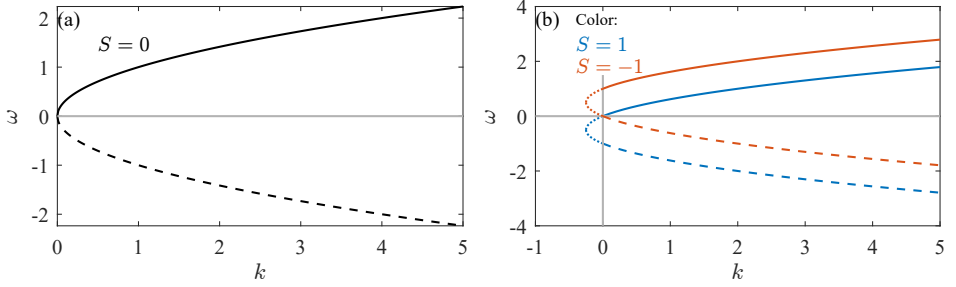 (a)
S = 0
2
1
0
-1
-2
ω
0 1 2 3 4 5
k
(b)
Color:
S = 1
S = −1
4
2
0
-2
-4
ω
-1 0 1 2 3 4 5
k